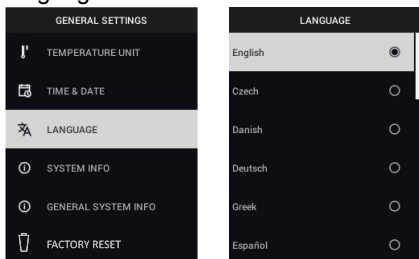 GENERAL SETTINGS
TEMPERATURE UNIT
TIME & DATE
LANGUAGE
SYSTEM INFO
GENERAL SYSTEM INFO
FACTORY RESET
LANGUAGE
English
Czech
Danish
Deutsch
Greek
Español